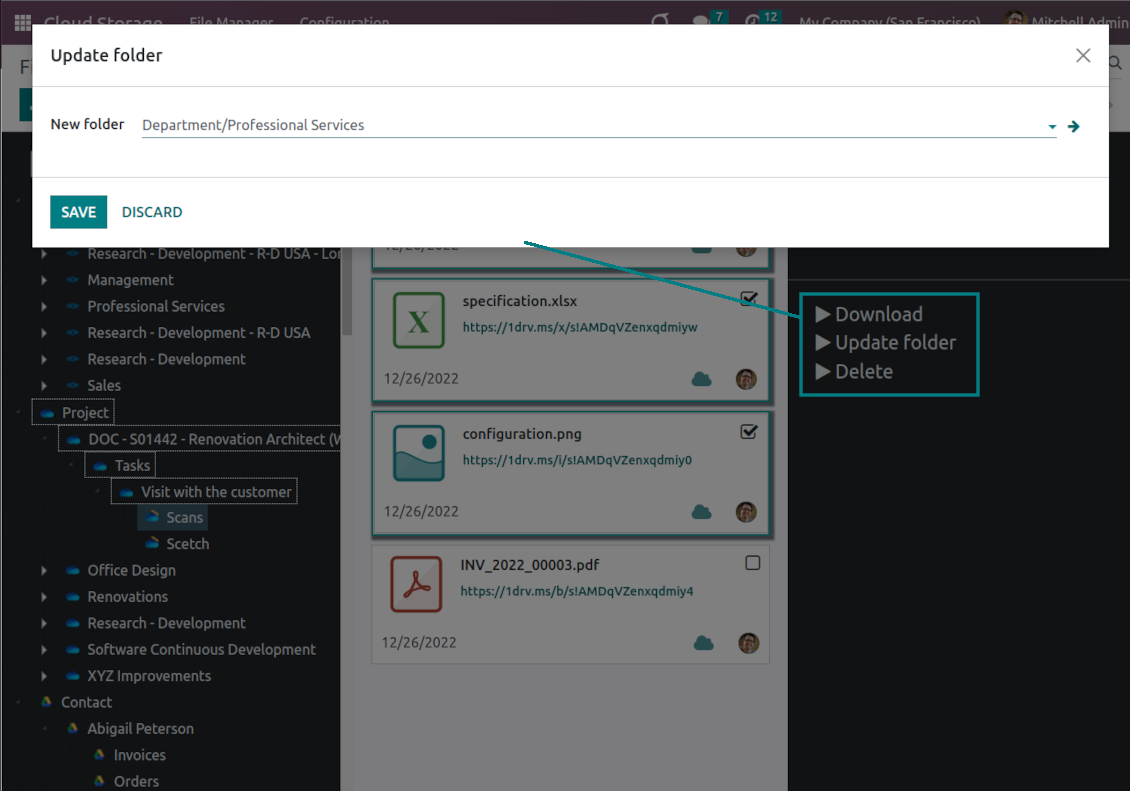 Cloud Storage File Manager Configuration 7 12 My Company (San Francisco) Mitchell Admin
Update folder
New folder Department/Professional Services
SAVE DISCARD
Research - Development - R-D USA - Lon
Management
Professional Services
Research - Development - R-D USA
Research - Development
Sales
Project
DOC - S01442 - Renovation Architect (W
Tasks
Visit with the customer
Scans
Scetch
Office Design
Renovations
Research - Development
Software Continuous Development
XYZ Improvements
Contact
Abigail Peterson
Invoices
Orders
12/26/2022
specification.xlsx
https://1drv.ms/x/s!AMDqVZenxqdmiyw
12/26/2022
configuration.png
https://1drv.ms/i/s!AMDqVZenxqdmiy0
12/26/2022
INV_2022_00003.pdf
https://1drv.ms/b/s!AMDqVZenxqdmiy4
12/26/2022
Download
Update folder
Delete